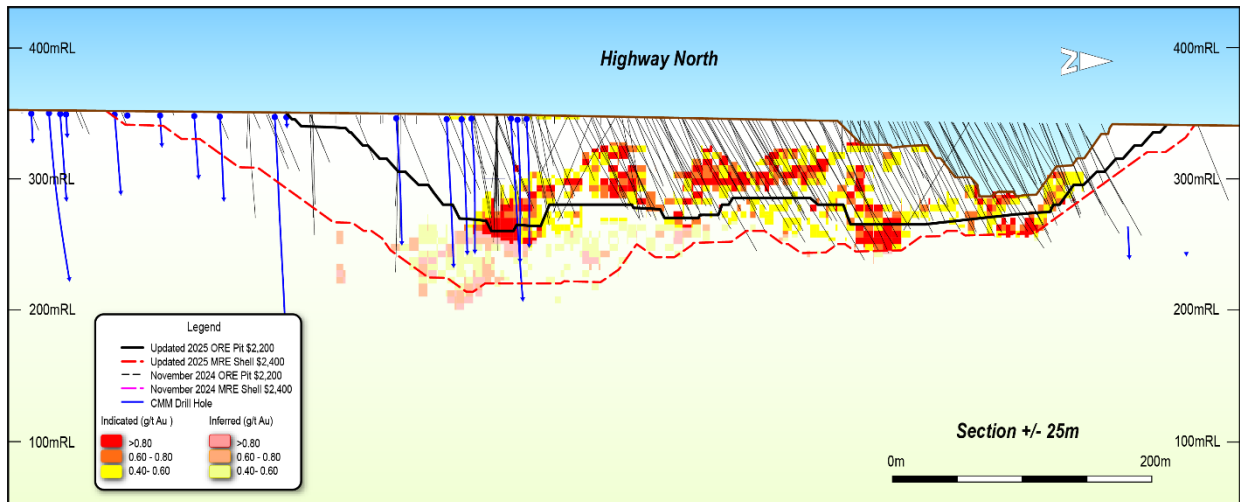 400mRL
Highway North
N
400mRL
300mRL
300mRL
200mRL
200mRL
100mRL
100mRL
Legend
Updated 2025 ORE Pit $2,200
Updated 2025 MRE Shell $2,400
November 2024 ORE Pit $2,200
November 2024 MRE Shell $2,400
CMM Drill Hole
Indicated (g/t Au )
Inferred (g/t Au)
>0.80
>0.80
0.60 - 0.80
0.60 - 0.80
0.40- 0.60
0.40- 0.60
Section +/- 25m
0m
200m